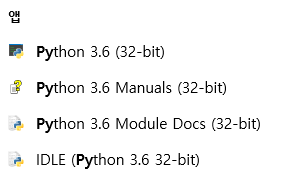 앱
Python 3.6 (32-bit)
Python 3.6 Manuals (32-bit)
Python 3.6 Module Docs (32-bit)
IDLE (Python 3.6 32-bit)